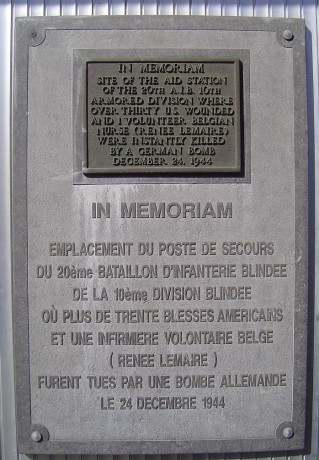 IN MEMORIAM
SITE OF THE AID STATION
OF THE 20TH A.I.B. 10TH
ARMORED DIVISION WHERE
OVER THIRTY U.S. WOUNDED
AND 1 VOLUNTEER BELGIAN
NURSE (RENEE LEMAIRE)
WERE INSTANTLY KILLED
BY A GERMAN BOMB
DECEMBER 24, 1944
IN MEMORIAM
EMPLACEMENT DU POSTE DE SECOURS
DU 20ème BATAILLON D'INFANTERIE BLINDEE
DE LA 10ème DIVISION BLINDEE
OÙ PLUS DE TRENTE BLESSES AMERICAINS
ET UNE INFIRMIERE VOLONTAIRE BELGE
( RENEE LEMAIRE )
FURENT TUES PAR UNE BOMBE ALLEMANDE
LE 24 DECEMBRE 1944